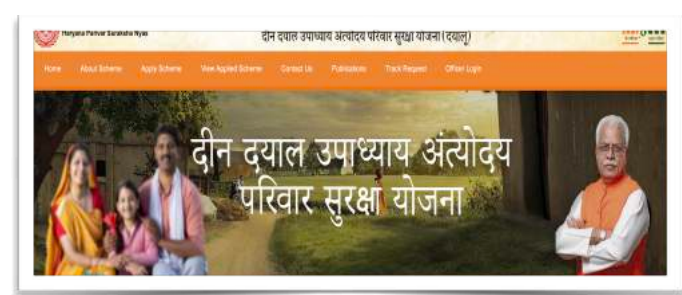 Haryana Parivar Suraksha Nyas
दीन दयाल उपाध्याय अंत्योदय परिवार सुरक्षा योजना (दयालु)
Home About Scheme Apply Scheme View Applied Scheme Contact Us Publications Track Request Officer Login
दीन दयाल उपाध्याय अंत्योदय
परिवार सुरक्षा योजना